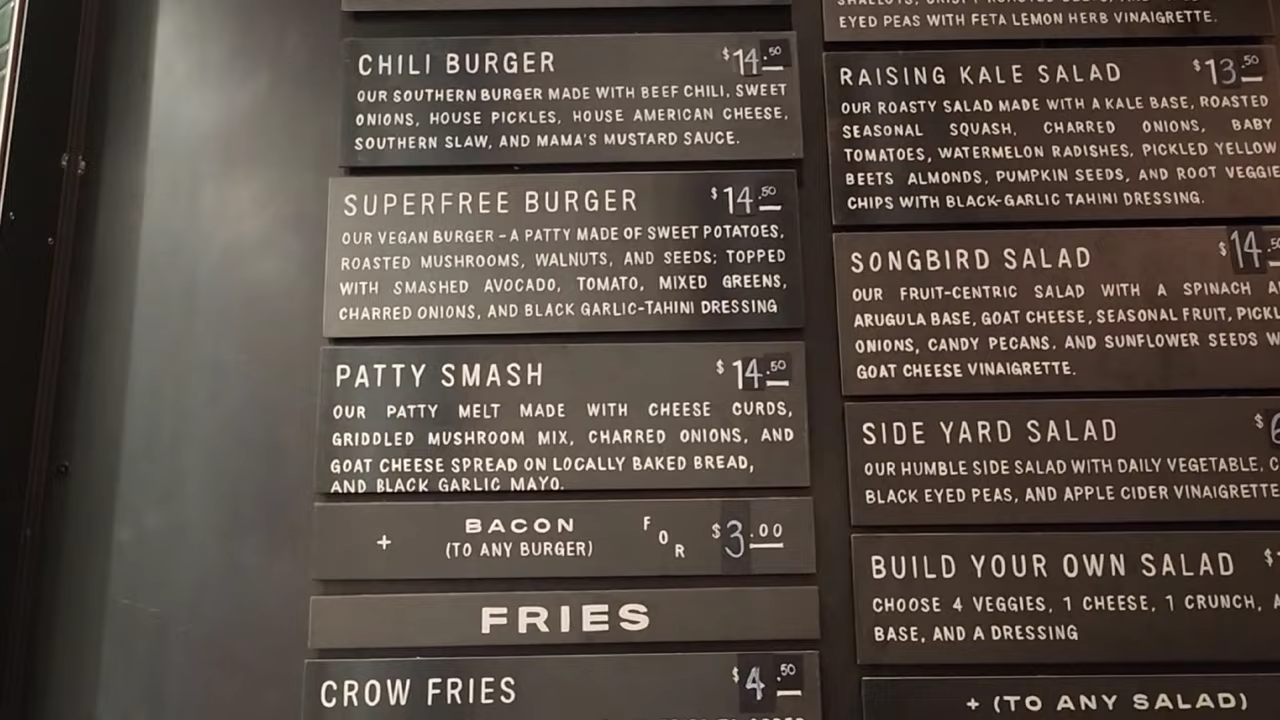 CHILI BURGER $14.50
OUR SOUTHERN BURGER MADE WITH BEEF CHILI, SWEET
ONIONS, HOUSE PICKLES, HOUSE AMERICAN CHEESE,
SOUTHERN SLAW, AND MAMA'S MUSTARD SAUCE.
SUPERFREE BURGER $14.50
OUR VEGAN BURGER – A PATTY MADE OF SWEET POTATOES,
ROASTED MUSHROOMS, WALNUTS, AND SEEDS; TOPPED
WITH SMASHED AVOCADO, TOMATO, MIXED GREENS,
CHARRED ONIONS, AND BLACK GARLIC-TAHINI DRESSING
PATTY SMASH $14.50
OUR PATTY MELT MADE WITH CHEESE CURDS,
GRIDDLED MUSHROOM MIX, CHARRED ONIONS, AND
GOAT CHEESE SPREAD ON LOCALLY BAKED BREAD,
AND BLACK GARLIC MAYO.
+ BACON FOR $3.00
(TO ANY BURGER)
FRIES
CROW FRIES $4.50
EYED PEAS WITH FETA LEMON HERB VINAIGRETTE.
RAISING KALE SALAD $13.50
OUR ROASTY SALAD MADE WITH A KALE BASE, ROASTED
SEASONAL SQUASH, CHARRED ONIONS, BABY
TOMATOES, WATERMELON RADISHES, PICKLED YELLOW
BEETS ALMONDS, PUMPKIN SEEDS, AND ROOT VEGGIE
CHIPS WITH BLACK-GARLIC TAHINI DRESSING.
SONGBIRD SALAD $14
OUR FRUIT-CENTRIC SALAD WITH A SPINACH
ARUGULA BASE, GOAT CHEESE, SEASONAL FRUIT,
ONIONS, CANDY PECANS, AND SUNFLOWER SEEDS
GOAT CHEESE VINAIGRETTE.
SIDE YARD SALAD $
OUR HUMBLE SIDE SALAD WITH DAILY VEGETABLE,
BLACK EYED PEAS, AND APPLE CIDER VINAIGRETTE
BUILD YOUR OWN SALAD $
CHOOSE 4 VEGGIES, 1 CHEESE, 1 CRUNCH,
BASE, AND A DRESSING
+ (TO ANY SALAD)